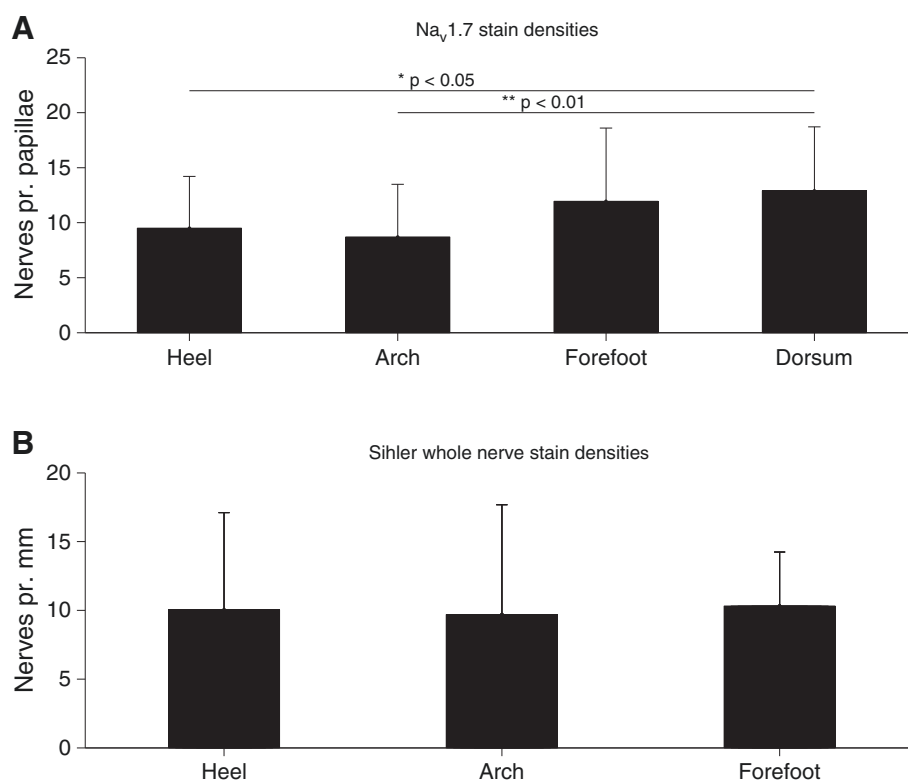 A
Naᵥ1.7 stain densities
25
20
15
10
5
0
Nerves pr. papillae
* p < 0.05
** p < 0.01
Heel Arch Forefoot Dorsum
B
Sihler whole nerve stain densities
20
15
10
5
0
Nerves pr. mm
Heel Arch Forefoot